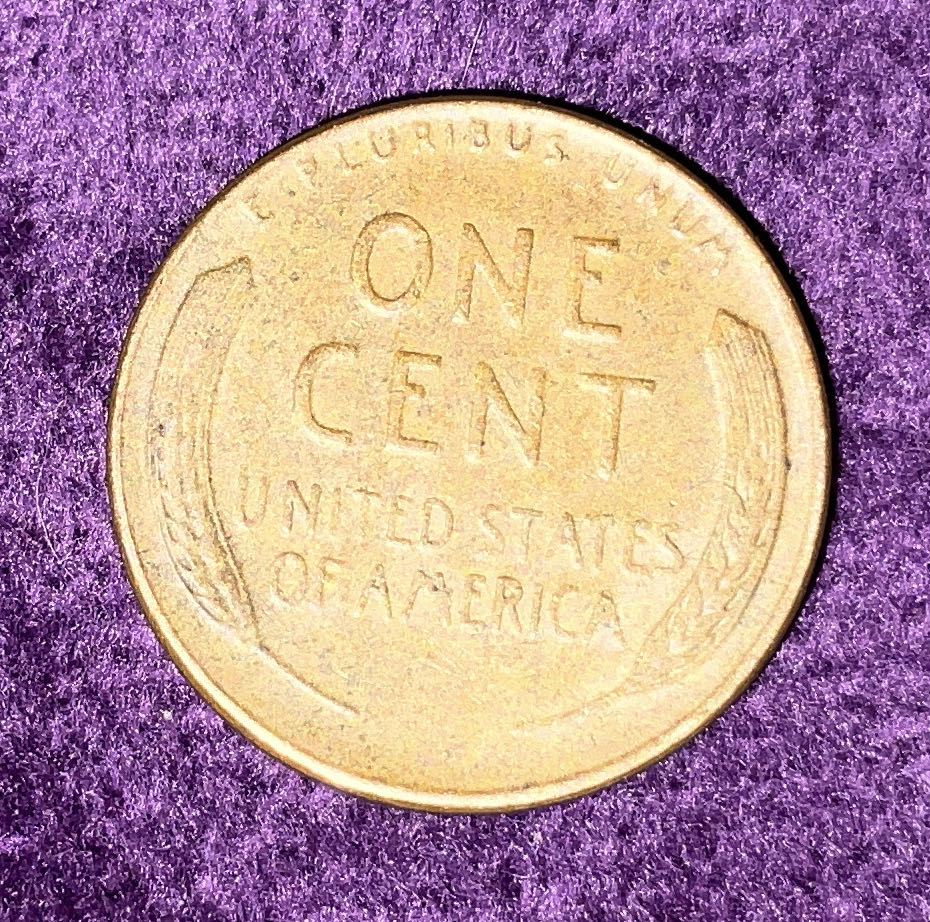 E PLURIBUS UNUM
ONE
CENT
UNITED STATES
OF AMERICA